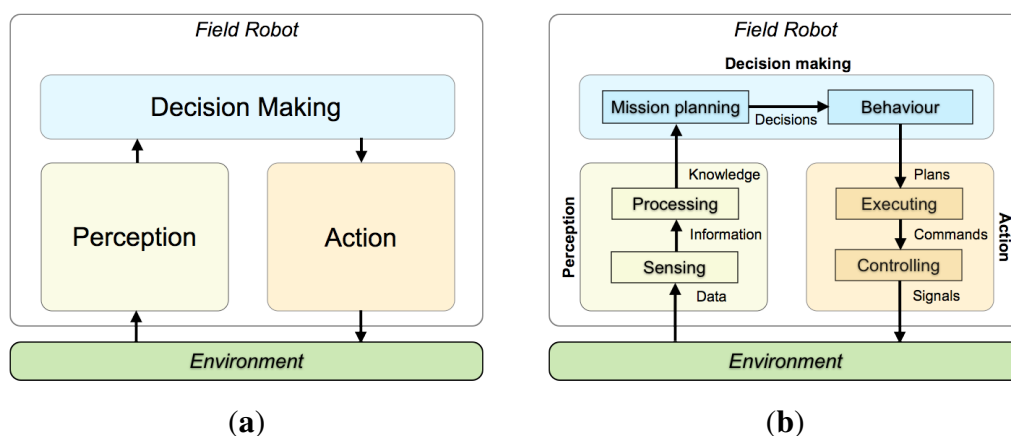 Field Robot
Decision Making
Perception
Action
Environment
(a)
Field Robot
Decision making
Mission planning
Decisions
Behaviour
Knowledge
Plans
Perception
Processing
Executing
Action
Information
Commands
Sensing
Controlling
Data
Signals
Environment
(b)